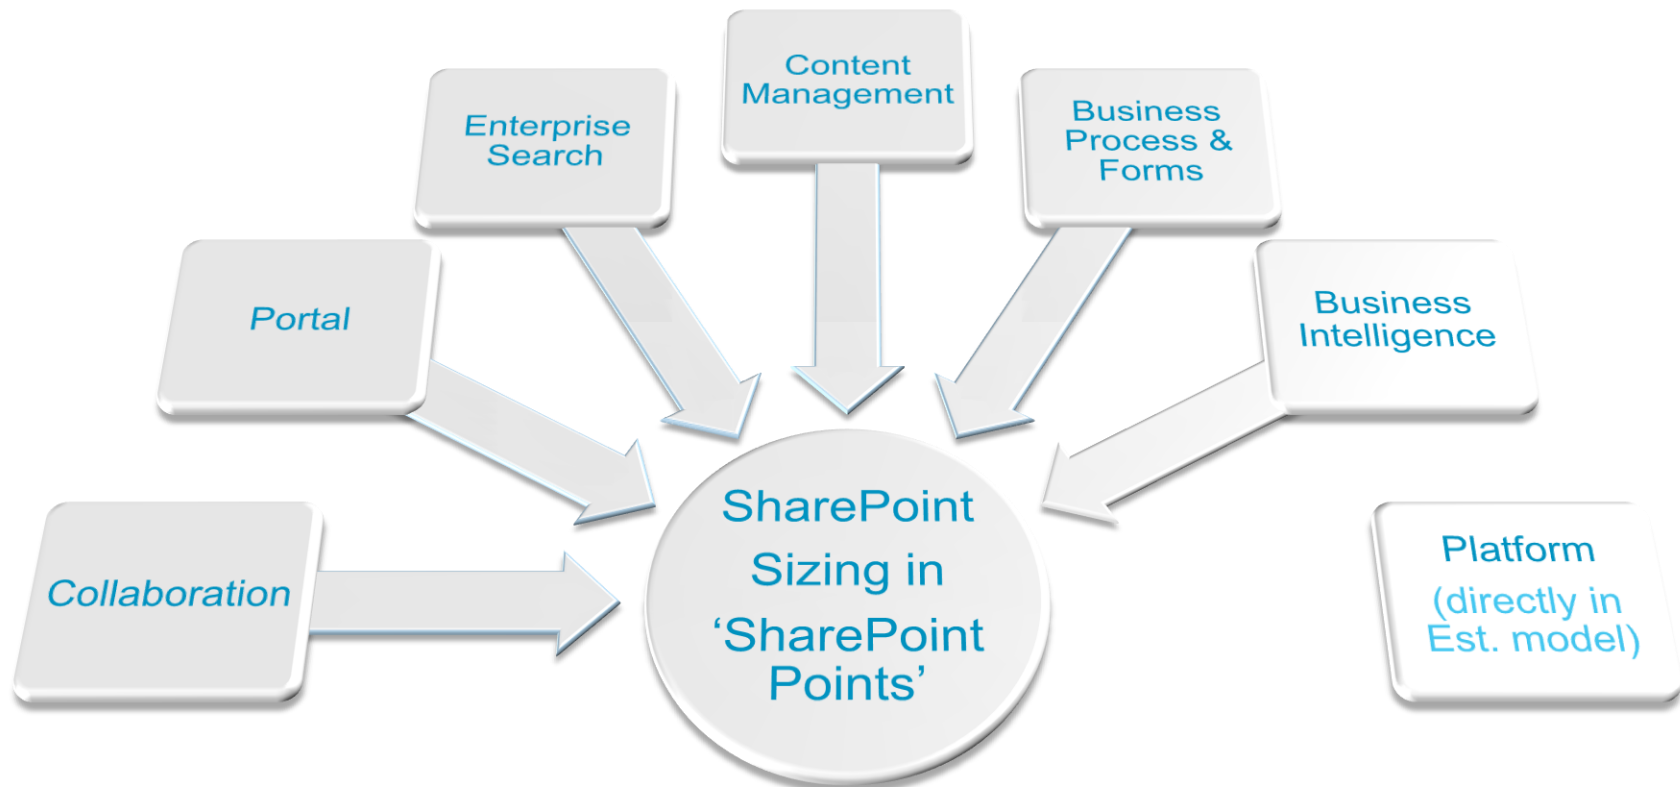 Content
Management
Enterprise
Search
Business
Process &
Forms
Portal
Business
Intelligence
Collaboration
SharePoint
Sizing in
‘SharePoint
Points’
Platform
(directly in
Est. model)